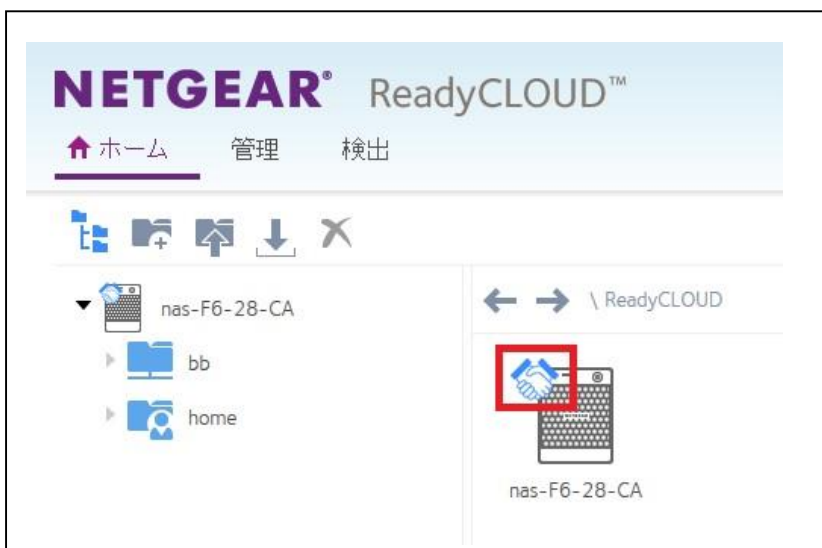 NETGEAR® ReadyCLOUD™
ホーム 管理 検出
nas-F6-28-CA
bb
home
\ ReadyCLOUD
nas-F6-28-CA